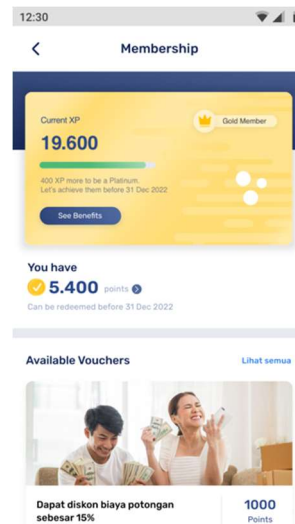 12:30
Membership
Current XP
Gold Member
19.600
400 XP more to be a Platinum.
Let's achieve them before 31 Dec 2022
See Benefits
You have
5.400 points
Can be redeemed before 31 Dec 2022
Available Vouchers
Lihat semua
Dapat diskon biaya potongan
sebesar 15%
1000
Points